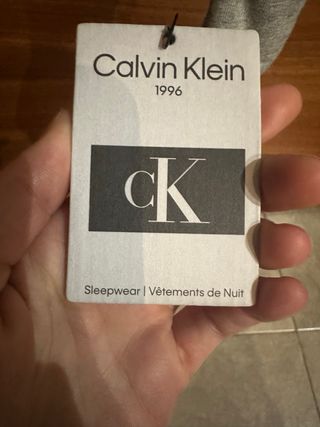 Calvin Klein
1996
CK
Sleepwear | Vêtements de Nuit